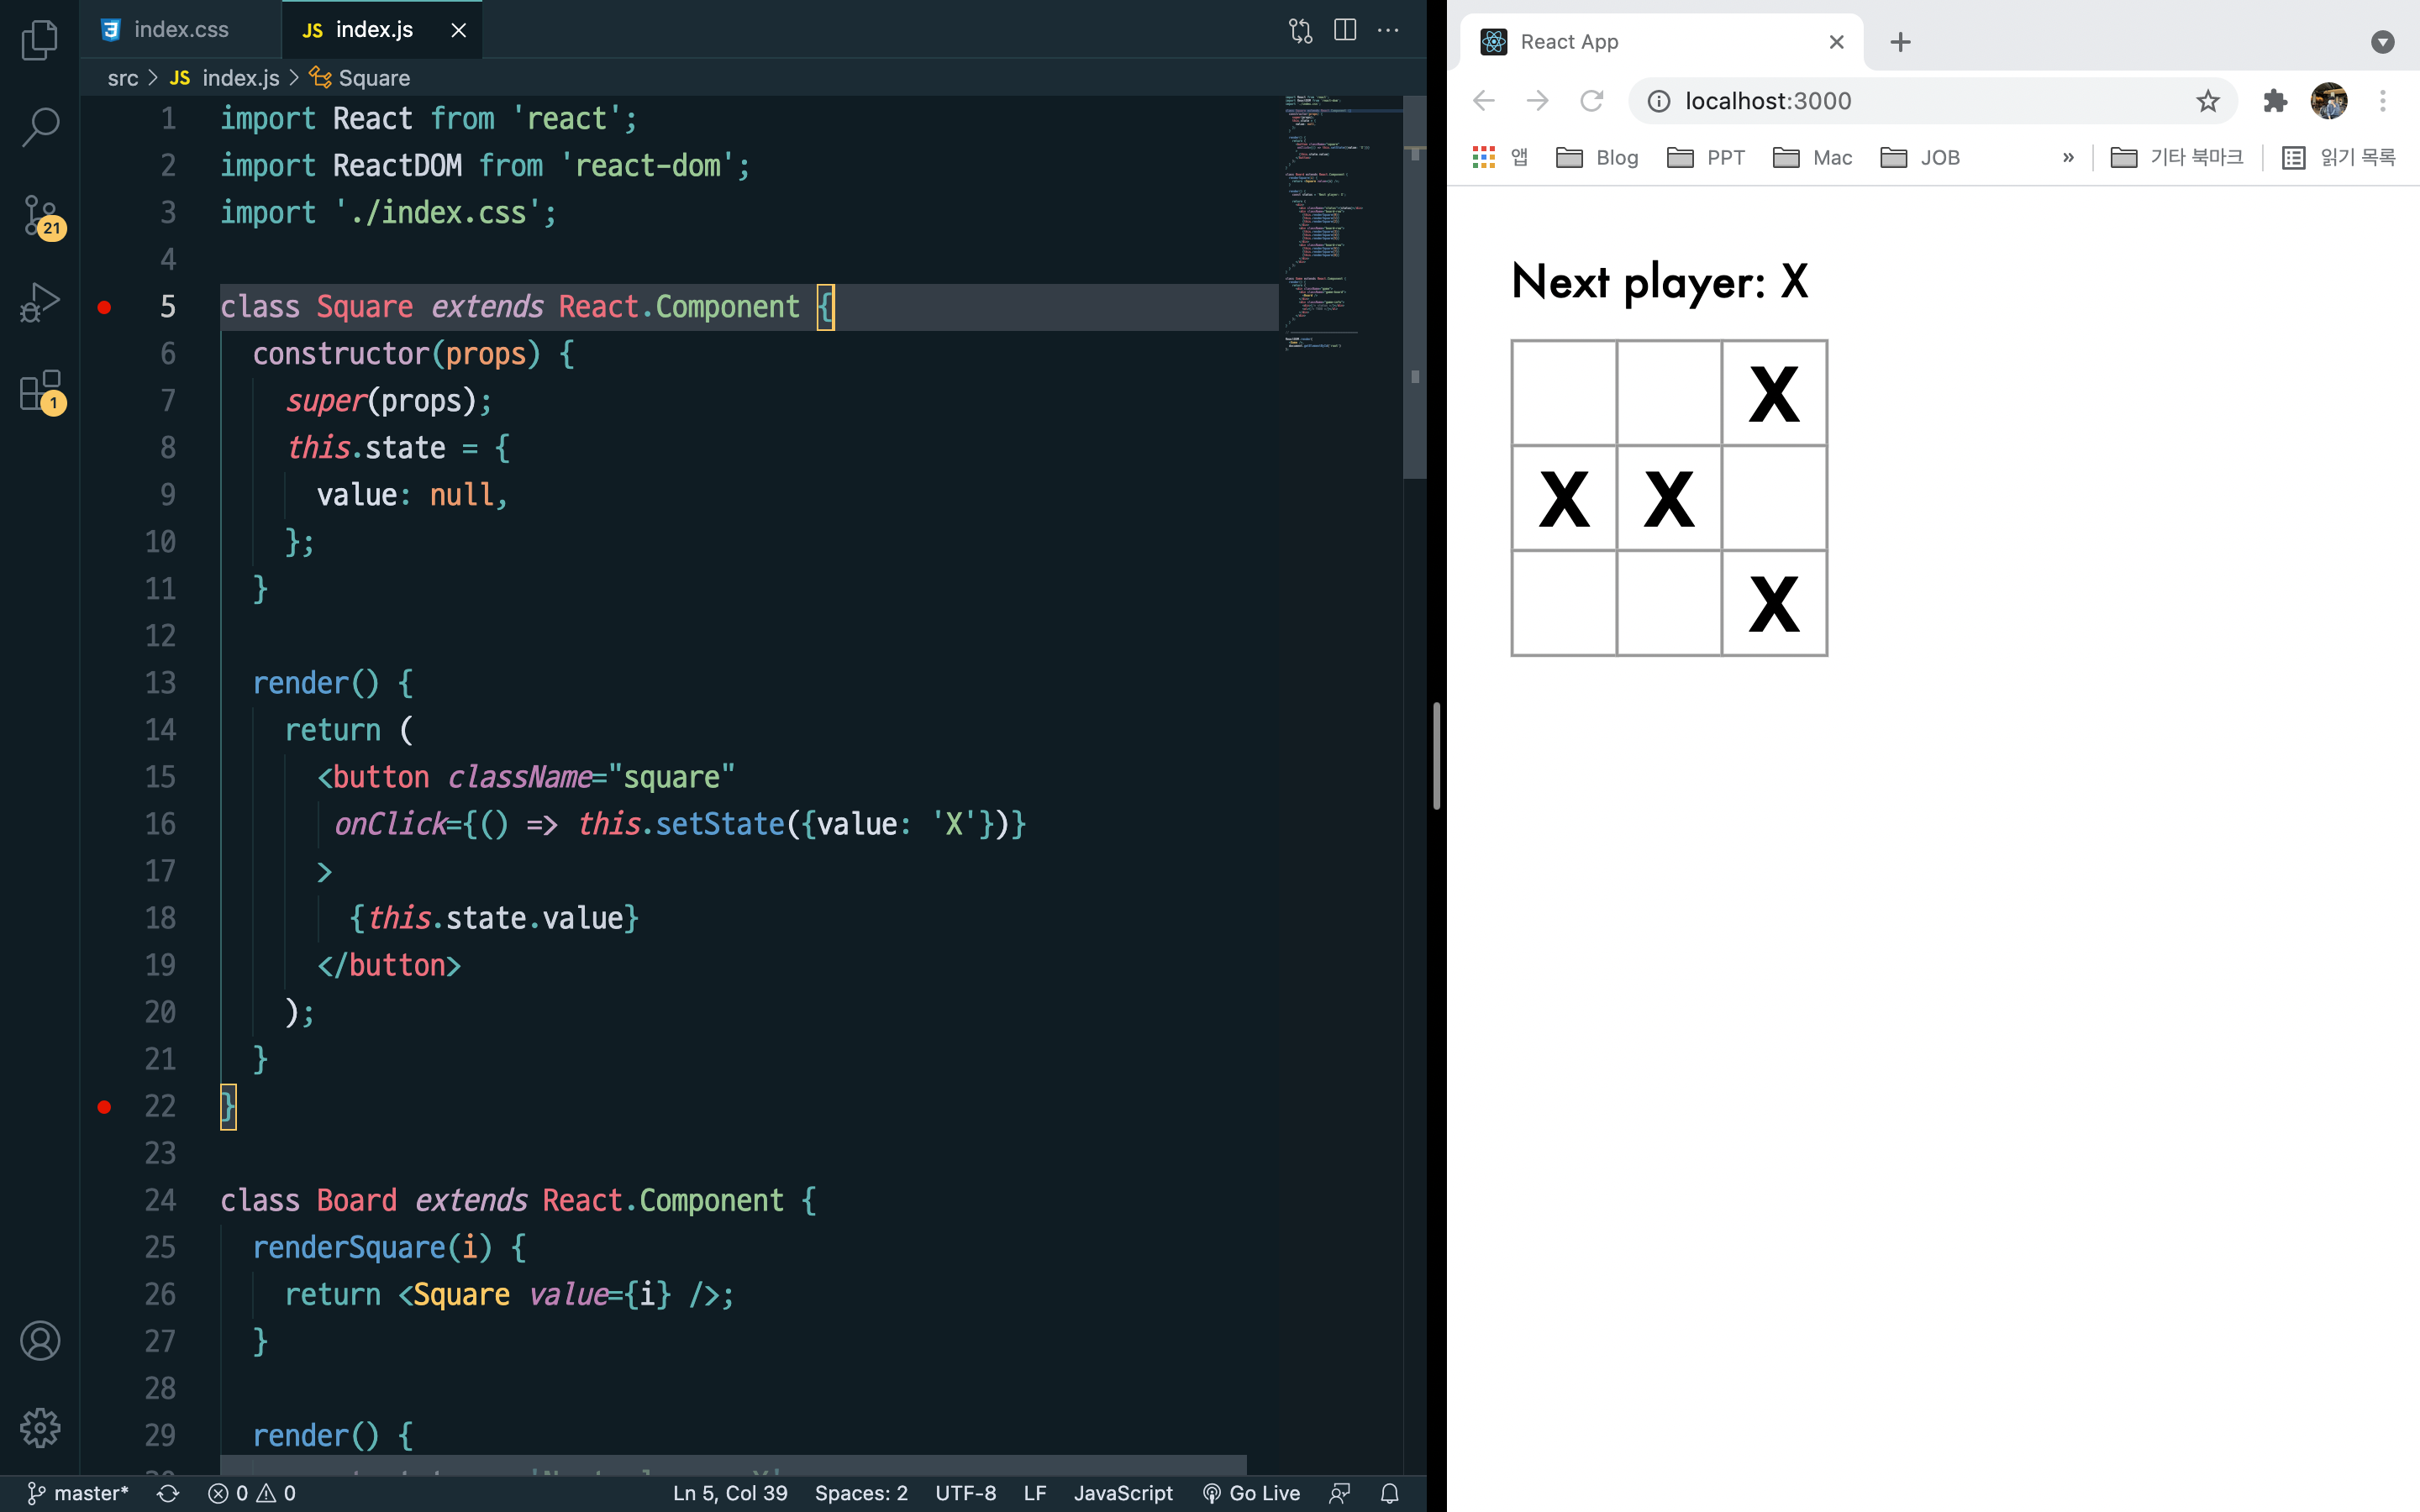 index.css
JS index.js
src > JS index.js > Square
1 import React from 'react';
2 import ReactDOM from 'react-dom';
3 import './index.css';
4
5 class Square extends React.Component {
6 constructor(props) {
7 super(props);
8 this.state = {
9 value: null,
10 };
11 }
12
13 render() {
14 return (
15 <button className="square"
16 onClick={() => this.setState({value: 'X'})}
17 >
18 {this.state.value}
19 </button>
20 );
21 }
22 }
23
24 class Board extends React.Component {
25 renderSquare(i) {
26 return <Square value={i} />;
27 }
28
29 render() {
21
1
master* 0 0 Ln 5, Col 39 Spaces: 2 UTF-8 LF JavaScript Go Live
React App
localhost:3000
앱 Blog PPT Mac JOB » 기타 북마크 읽기 목록
Next player: X
X
X X
X